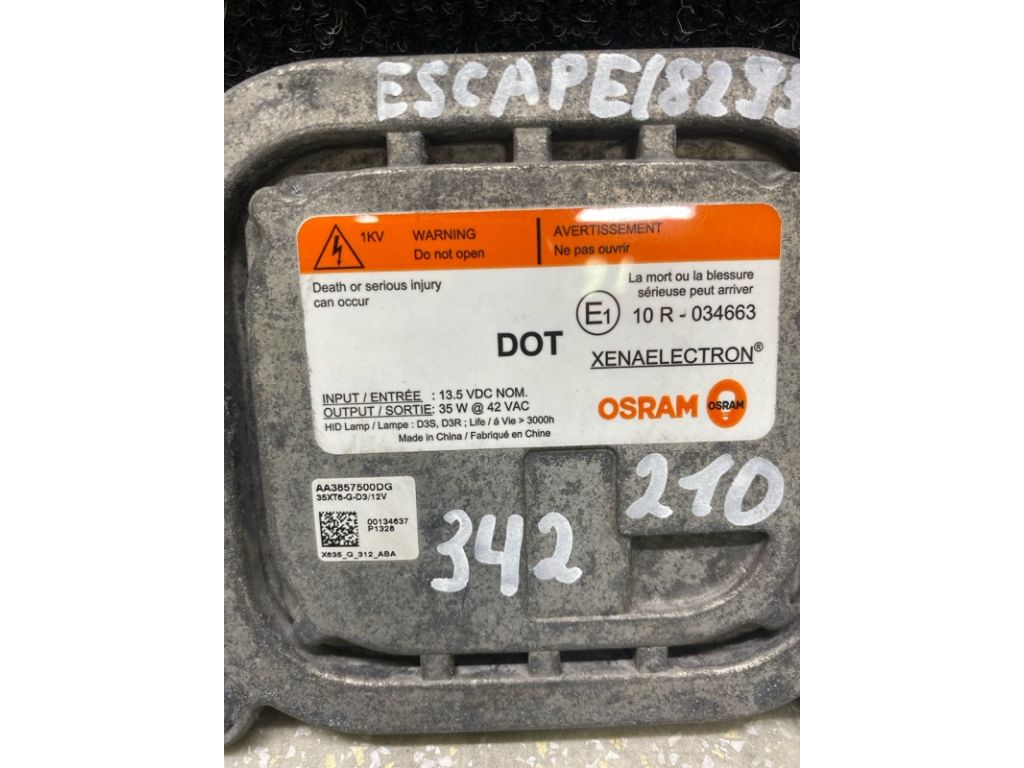 ESCAPE/8295
1KV WARNING AVERTISSEMENT
Do not open Ne pas ouvrir
Death or serious injury
can occur
La mort ou la blessure
sérieuse peut arriver
E1 10 R - 034663
DOT
XENAELECTRON®
INPUT / ENTRÉE : 13.5 VDC NOM.
OUTPUT / SORTIE: 35 W @ 42 VAC
HID Lamp / Lampe : D3S, D3R ; Life / á Vie > 3000h
Made in China / Fabriqué en Chine
OSRAM OSRAM
AA3857500DG
35XT6-G-D3/12V
00134637
P1328
X635_G_312_ABA
210
342